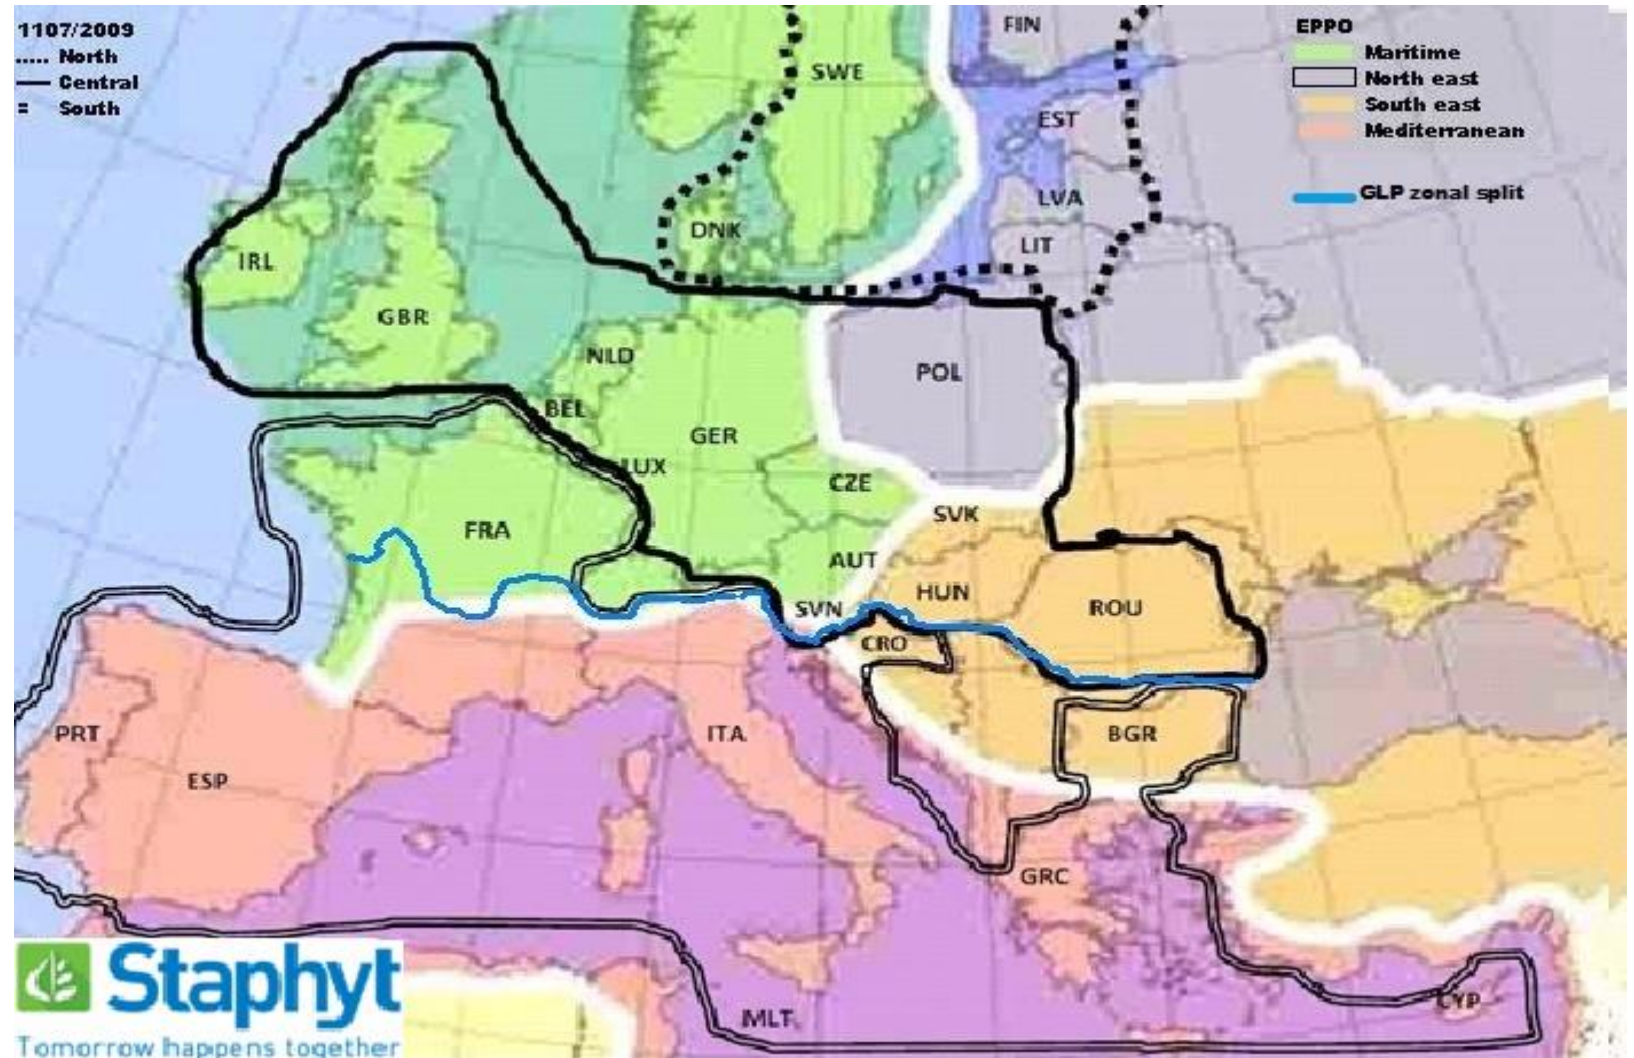 1107/2009
North
Central
South
EPPO
Maritime
North east
South east
Mediterranean
GLP zonal split
FIN
SWE
EST
LVA
LIT
DNK
IRL
GBR
NLD
BEL
LUX
GER
POL
CZE
FRA
SVK
AUT
HUN
SVN
CRO
ROU
PRT
ESP
ITA
BGR
GRC
CYP
MLT
Staphyt
Tomorrow happens together